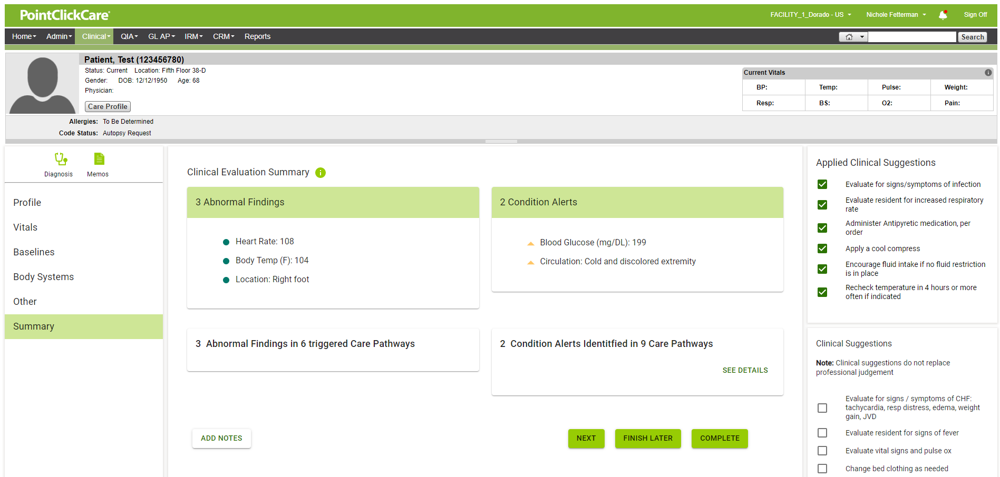 PointClickCare®
FACILITY_1_Dorado - US
Nichole Fetterman
Sign Off
Home
Admin
Clinical
QIA
GL AP
IRM
CRM
Reports
Search
Patient, Test (123456780)
Status: Current Location: Fifth Floor 38-D
Gender: DOB: 12/12/1950 Age: 68
Physician:
Care Profile
Current Vitals
BP: Temp: Pulse: Weight:
Resp: BS: O2: Pain:
Allergies: To Be Determined
Code Status: Autopsy Request
Diagnosis
Memos
Profile
Vitals
Baselines
Body Systems
Other
Summary
Clinical Evaluation Summary
3 Abnormal Findings
Heart Rate: 108
Body Temp (F): 104
Location: Right foot
2 Condition Alerts
Blood Glucose (mg/DL): 199
Circulation: Cold and discolored extremity
3 Abnormal Findings in 6 triggered Care Pathways
2 Condition Alerts Identitfied in 9 Care Pathways
SEE DETAILS
ADD NOTES
NEXT
FINISH LATER
COMPLETE
Applied Clinical Suggestions
Evaluate for signs/symptoms of infection
Evaluate resident for increased respiratory
rate
Administer Antipyretic medication, per
order
Apply a cool compress
Encourage fluid intake if no fluid restriction
is in place
Recheck temperature in 4 hours or more
often if indicated
Clinical Suggestions
Note: Clinical suggestions do not replace
professional judgement
Evaluate for signs / symptoms of CHF:
tachycardia, resp distress, edema, weight
gain, JVD
Evaluate resident for signs of fever
Evaluate vital signs and pulse ox
Change bed clothing as needed